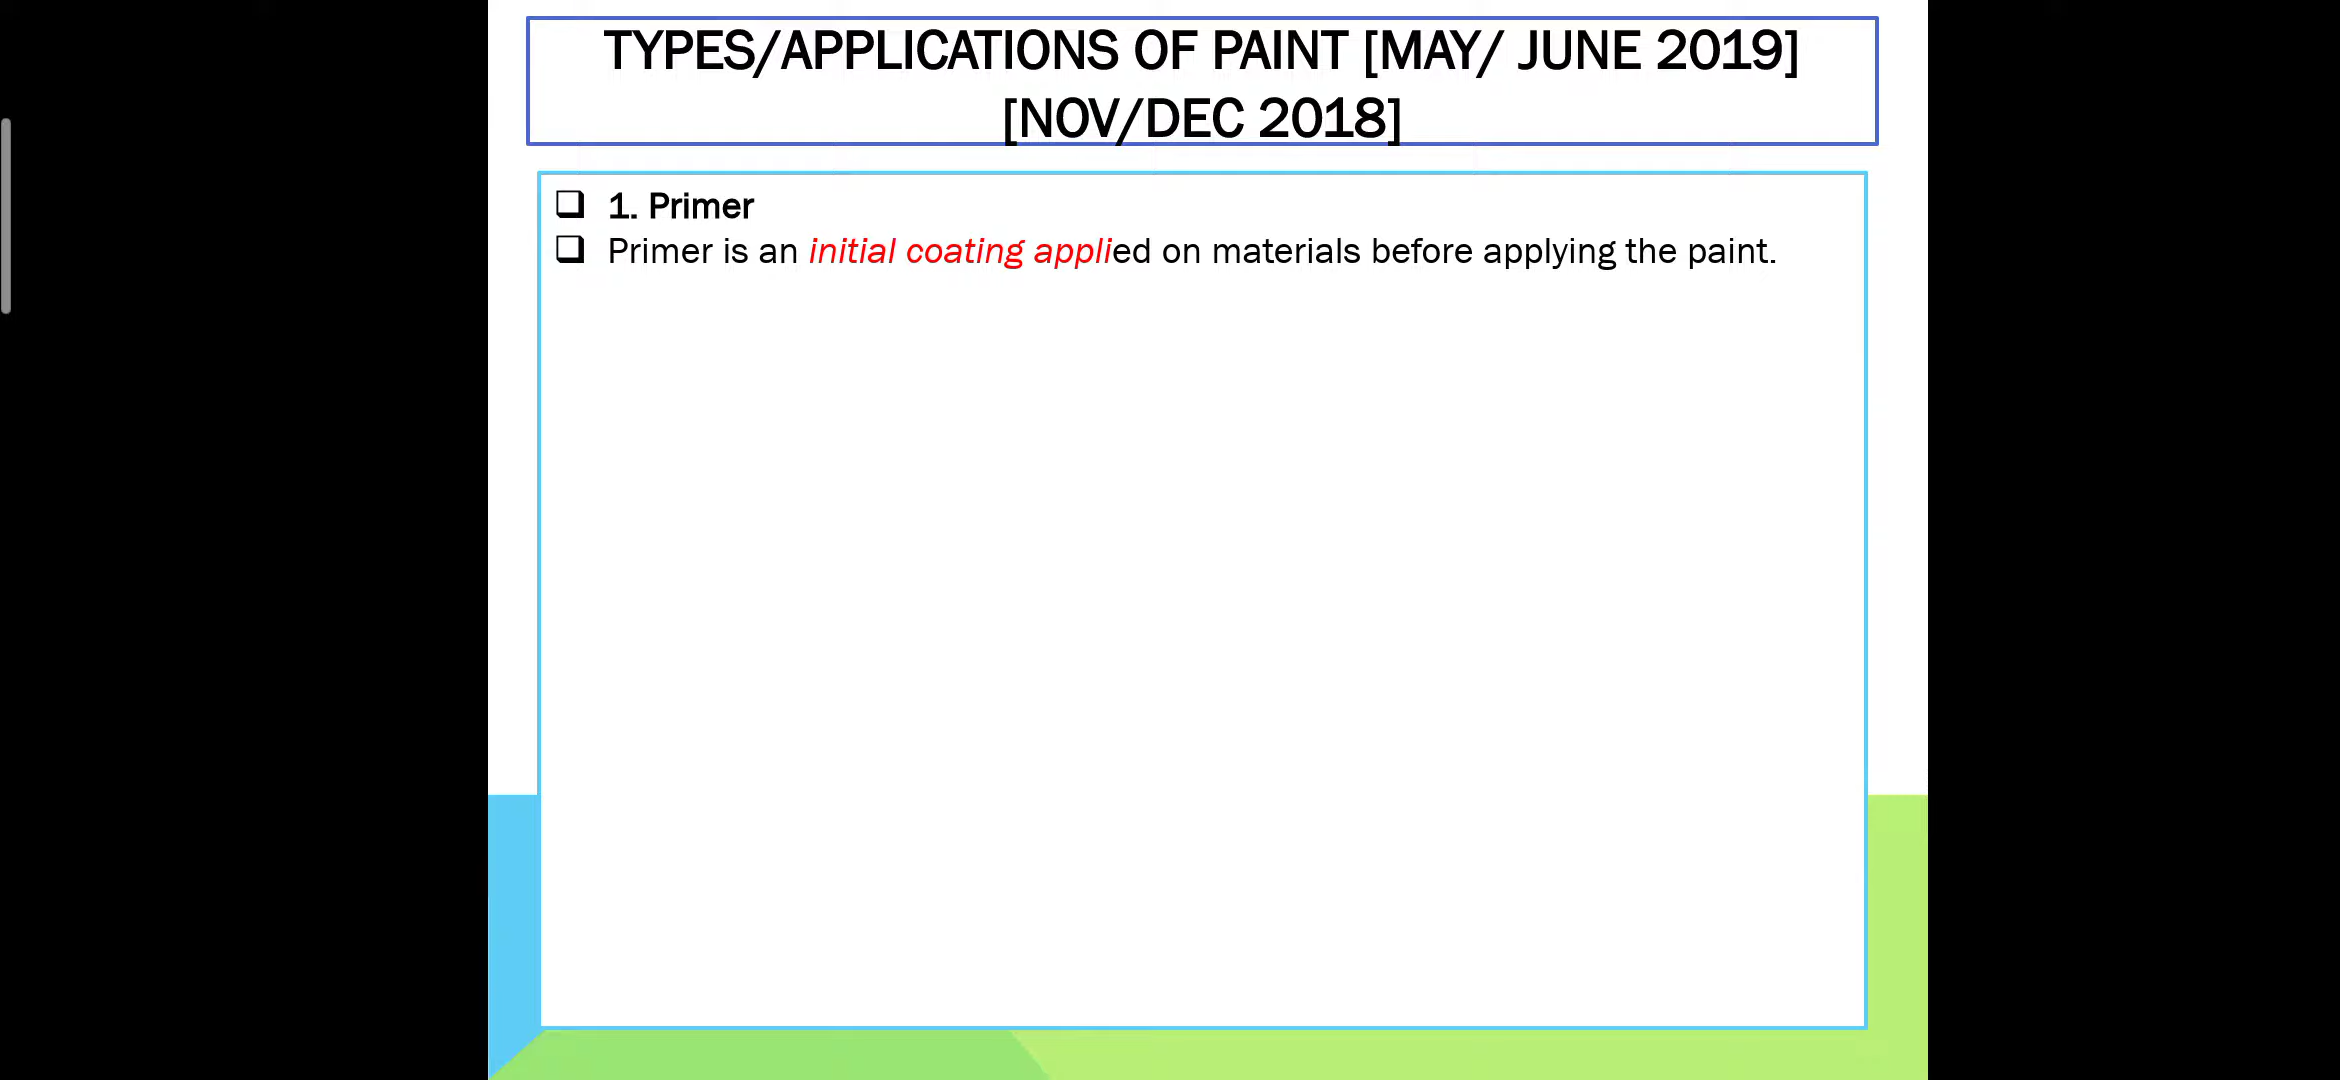 TYPES/APPLICATIONS OF PAINT [MAY/ JUNE 2019]
[NOV/DEC 2018]
❑ 1. Primer
❑ Primer is an initial coating applied on materials before applying the paint.